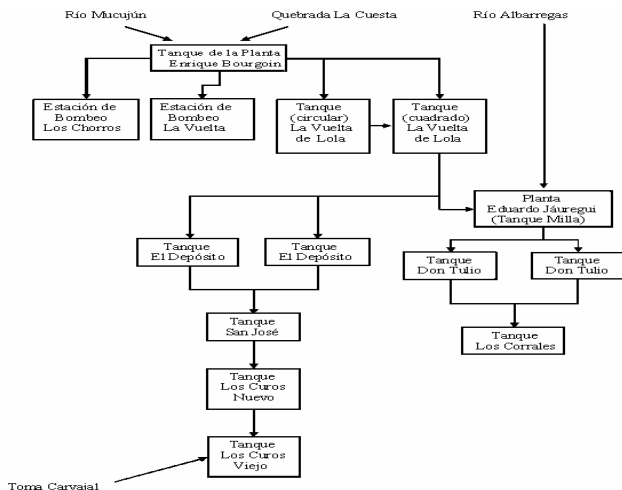 Río Mucujún
Quebrada La Cuesta
Río Albarregas
Tanque de la Planta
Enrique Bourgoin
Estación de
Bombeo
Los Chorros
Estación de
Bombeo
La Vuelta
Tanque
(circular)
La Vuelta
de Lola
Tanque
(cuadrado)
La Vuelta
de Lola
Planta
Eduardo Jáuregui
(Tanque Milla)
Tanque
El Depósito
Tanque
El Depósito
Tanque
Don Tulio
Tanque
Don Tulio
Tanque
San José
Tanque
Los Corrales
Tanque
Los Curos
Nuevo
Tanque
Los Curos
Viejo
Toma Carvajal